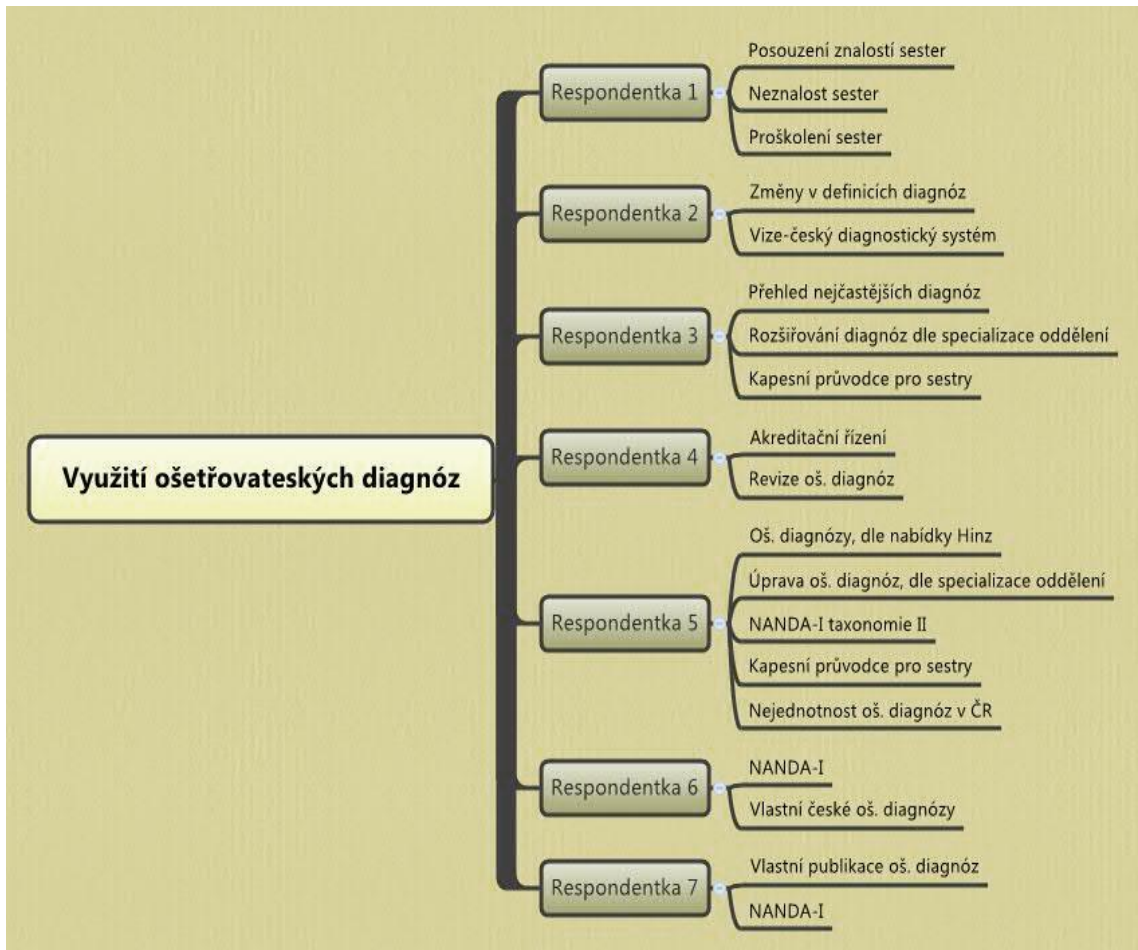 Využití ošetřovateských diagnóz
Respondentka 1
Posouzení znalostí sester
Neznalost sester
Proškolení sester
Respondentka 2
Změny v definicích diagnóz
Vize-český diagnostický systém
Respondentka 3
Přehled nejčastějších diagnóz
Rozšiřování diagnóz dle specializace oddělení
Kapesní průvodce pro sestry
Respondentka 4
Akreditační řízení
Revize oš. diagnóz
Respondentka 5
Oš. diagnózy, dle nabídky Hinz
Úprava oš. diagnóz, dle specializace oddělení
NANDA-I taxonomie II
Kapesní průvodce pro sestry
Nejednotnost oš. diagnóz v ČR
Respondentka 6
NANDA-I
Vlastní české oš. diagnózy
Respondentka 7
Vlastní publikace oš. diagnóz
NANDA-I